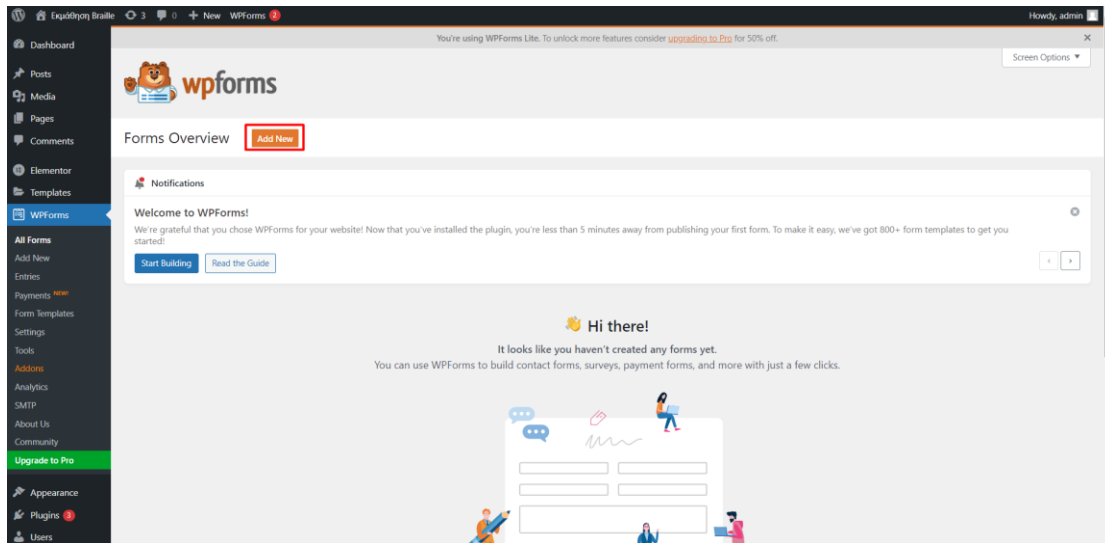 Εκμάθηση Braille 3 0 + New WPForms 2 Howdy, admin
You're using WPForms Lite. To unlock more features consider upgrading to Pro for 50% off.
Screen Options
wpforms
Forms Overview Add New
Dashboard
Posts
Media
Pages
Comments
Elementor
Templates
WPForms
All Forms
Add New
Entries
Payments NEW!
Form Templates
Settings
Tools
Addons
Analytics
SMTP
About Us
Community
Upgrade to Pro
Appearance
Plugins 3
Users
Notifications
Welcome to WPForms!
We're grateful that you chose WPForms for your website! Now that you've installed the plugin, you're less than 5 minutes away from publishing your first form. To make it easy, we've got 800+ form templates to get you
started!
Start Building Read the Guide
Hi there!
It looks like you haven't created any forms yet.
You can use WPForms to build contact forms, surveys, payment forms, and more with just a few clicks.